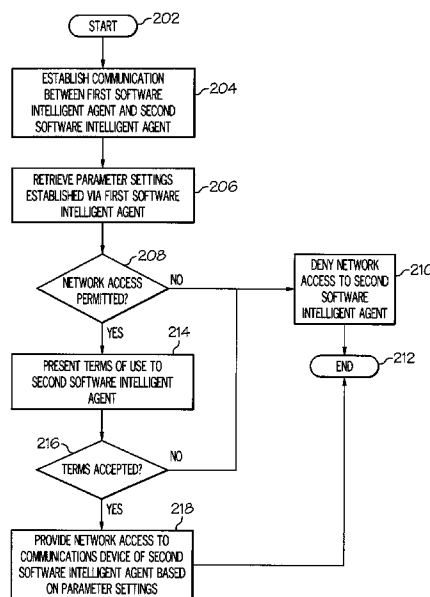 START
202
ESTABLISH COMMUNICATION
BETWEEN FIRST SOFTWARE
INTELLIGENT AGENT AND SECOND
SOFTWARE INTELLIGENT AGENT
204
RETRIEVE PARAMETER SETTINGS
ESTABLISHED VIA FIRST SOFTWARE
INTELLIGENT AGENT
206
208
NETWORK ACCESS
PERMITTED?
NO
YES
DENY NETWORK
ACCESS TO SECOND
SOFTWARE
INTELLIGENT AGENT
210
END
212
214
PRESENT TERMS OF USE TO
SECOND SOFTWARE INTELLIGENT
AGENT
216
TERMS ACCEPTED?
NO
YES
218
PROVIDE NETWORK ACCESS TO
COMMUNICATIONS DEVICE OF SECOND
SOFTWARE INTELLIGENT AGENT BASED
ON PARAMETER SETTINGS